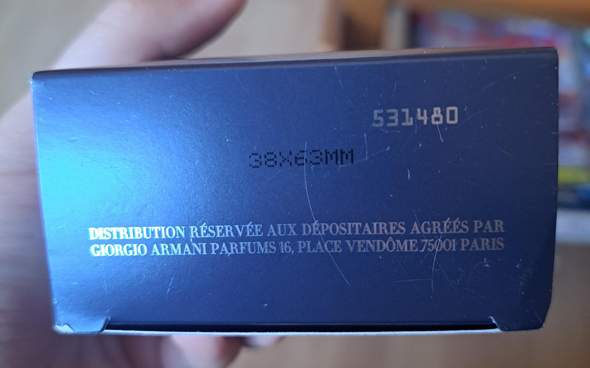 531480
38X63MM
DISTRIBUTION RÉSERVÉE AUX DÉPOSITAIRES AGRÉÉS PAR
GIORGIO ARMANI PARFUMS 16, PLACE VENDÔME 75001 PARIS